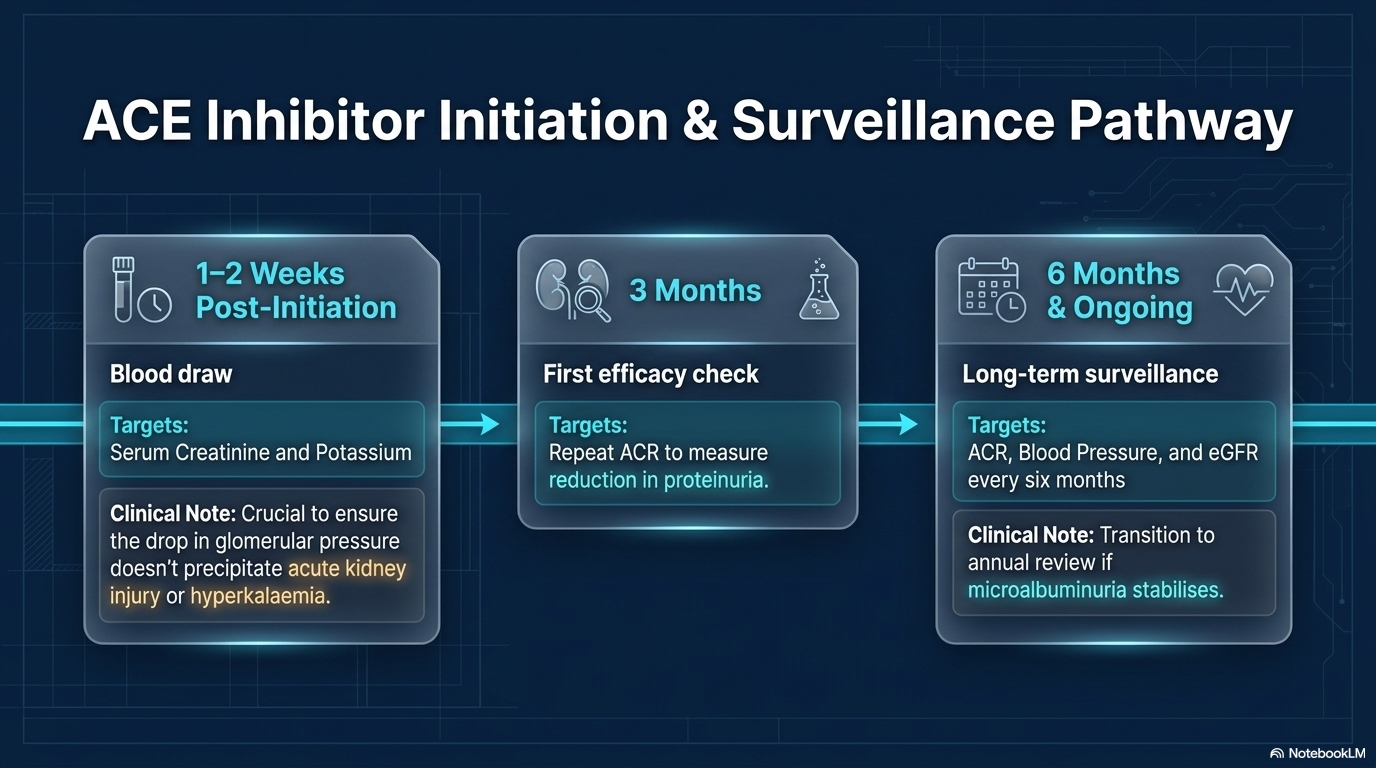 ACE Inhibitor Initiation & Surveillance Pathway
1–2 Weeks
Post-Initiation
Blood draw
Targets:
Serum Creatinine and Potassium
Clinical Note: Crucial to ensure
the drop in glomerular pressure
doesn't precipitate acute kidney
injury or hyperkalaemia.
3 Months
First efficacy check
Targets:
Repeat ACR to measure
reduction in proteinuria.
6 Months
& Ongoing
Long-term surveillance
Targets:
ACR, Blood Pressure, and eGFR
every six months
Clinical Note: Transition to
annual review if
microalbuminuria stabilises.
NotebookLM